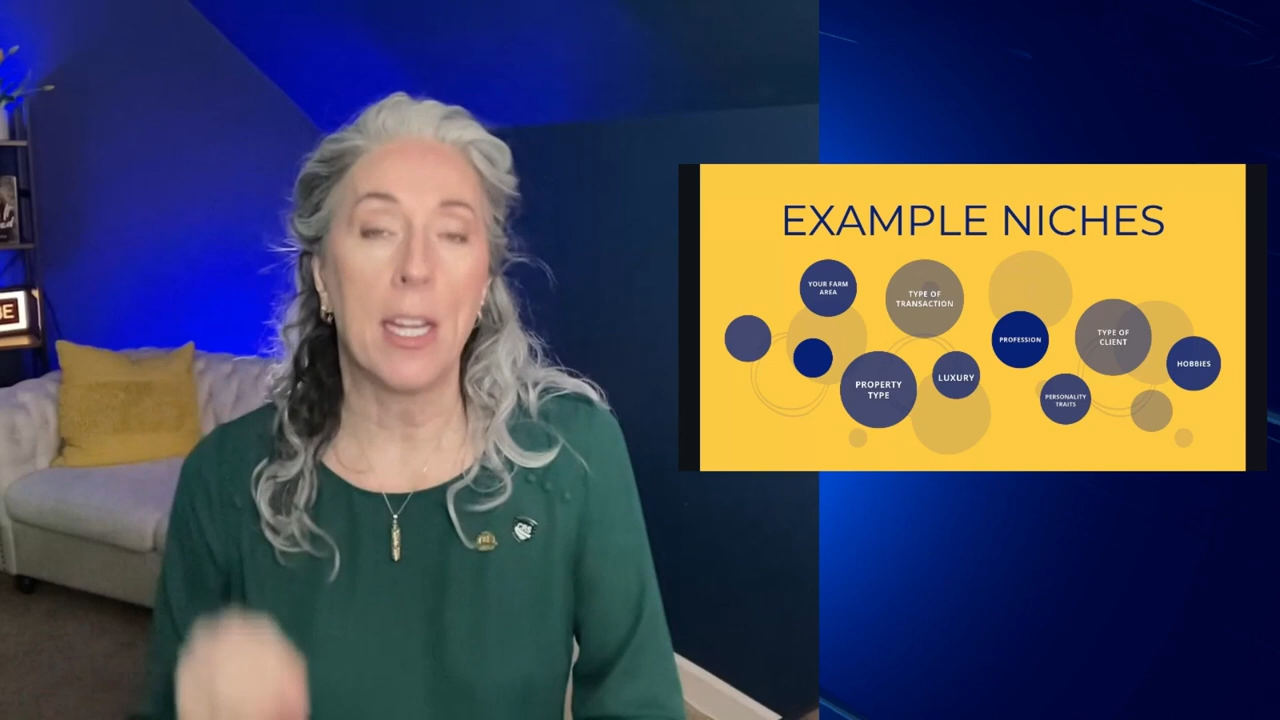 EXAMPLE NICHES
YOUR FARM
AREA
TYPE OF
TRANSACTION
PROFESSION
TYPE OF
CLIENT
HOBBIES
PROPERTY
TYPE
LUXURY
PERSONALITY
TRAITS